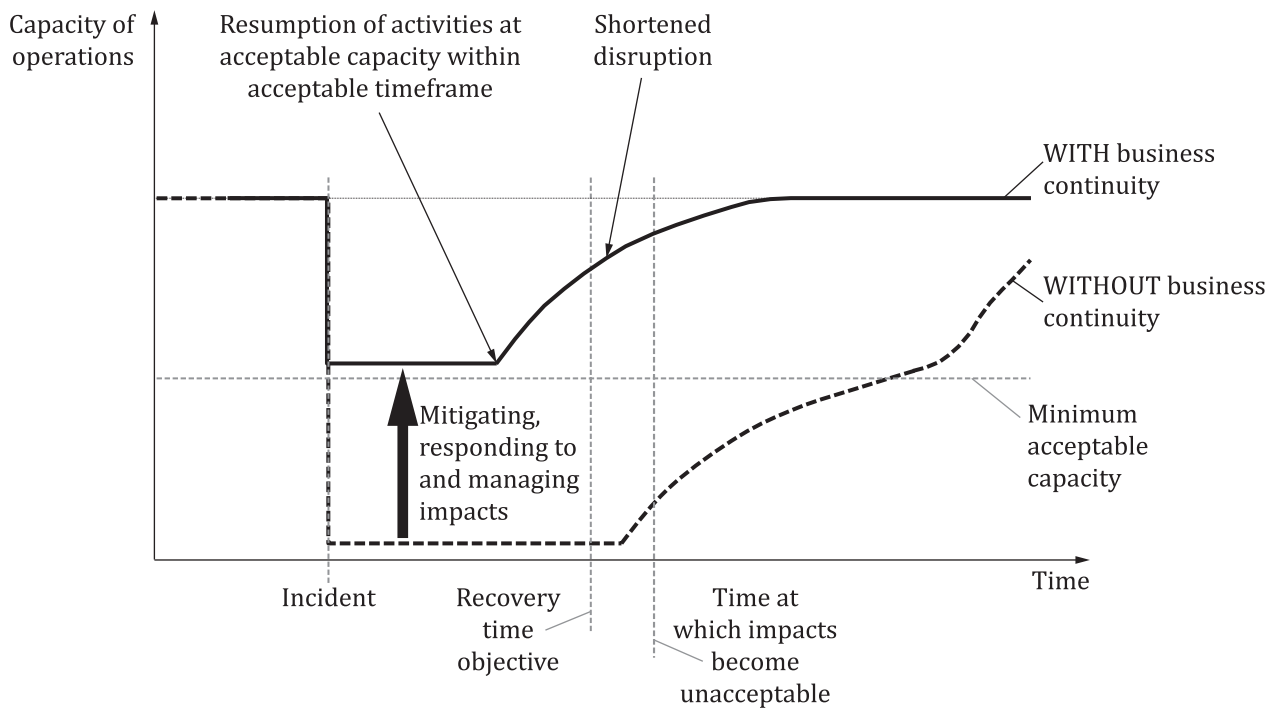 Capacity of
operations
Resumption of activities at
acceptable capacity within
acceptable timeframe
Shortened
disruption
WITH business
continuity
WITHOUT business
continuity
Minimum
acceptable
capacity
Mitigating,
responding to
and managing
impacts
Time
Incident
Recovery
time
objective
Time at
which impacts
become
unacceptable